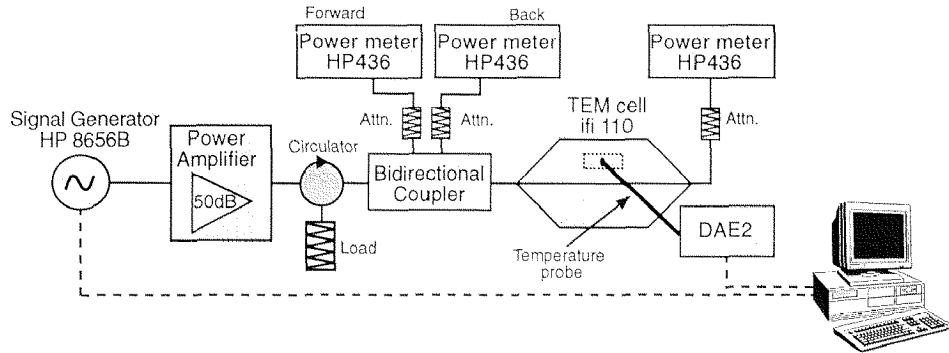 Forward
Back
Power meter
HP436
Power meter
HP436
Power meter
HP436
Signal Generator
HP 8656B
Power
Amplifier
50dB
Circulator
Load
Attn.
Attn.
Bidirectional
Coupler
TEM cell
ifi 110
Attn.
Temperature
probe
DAE2